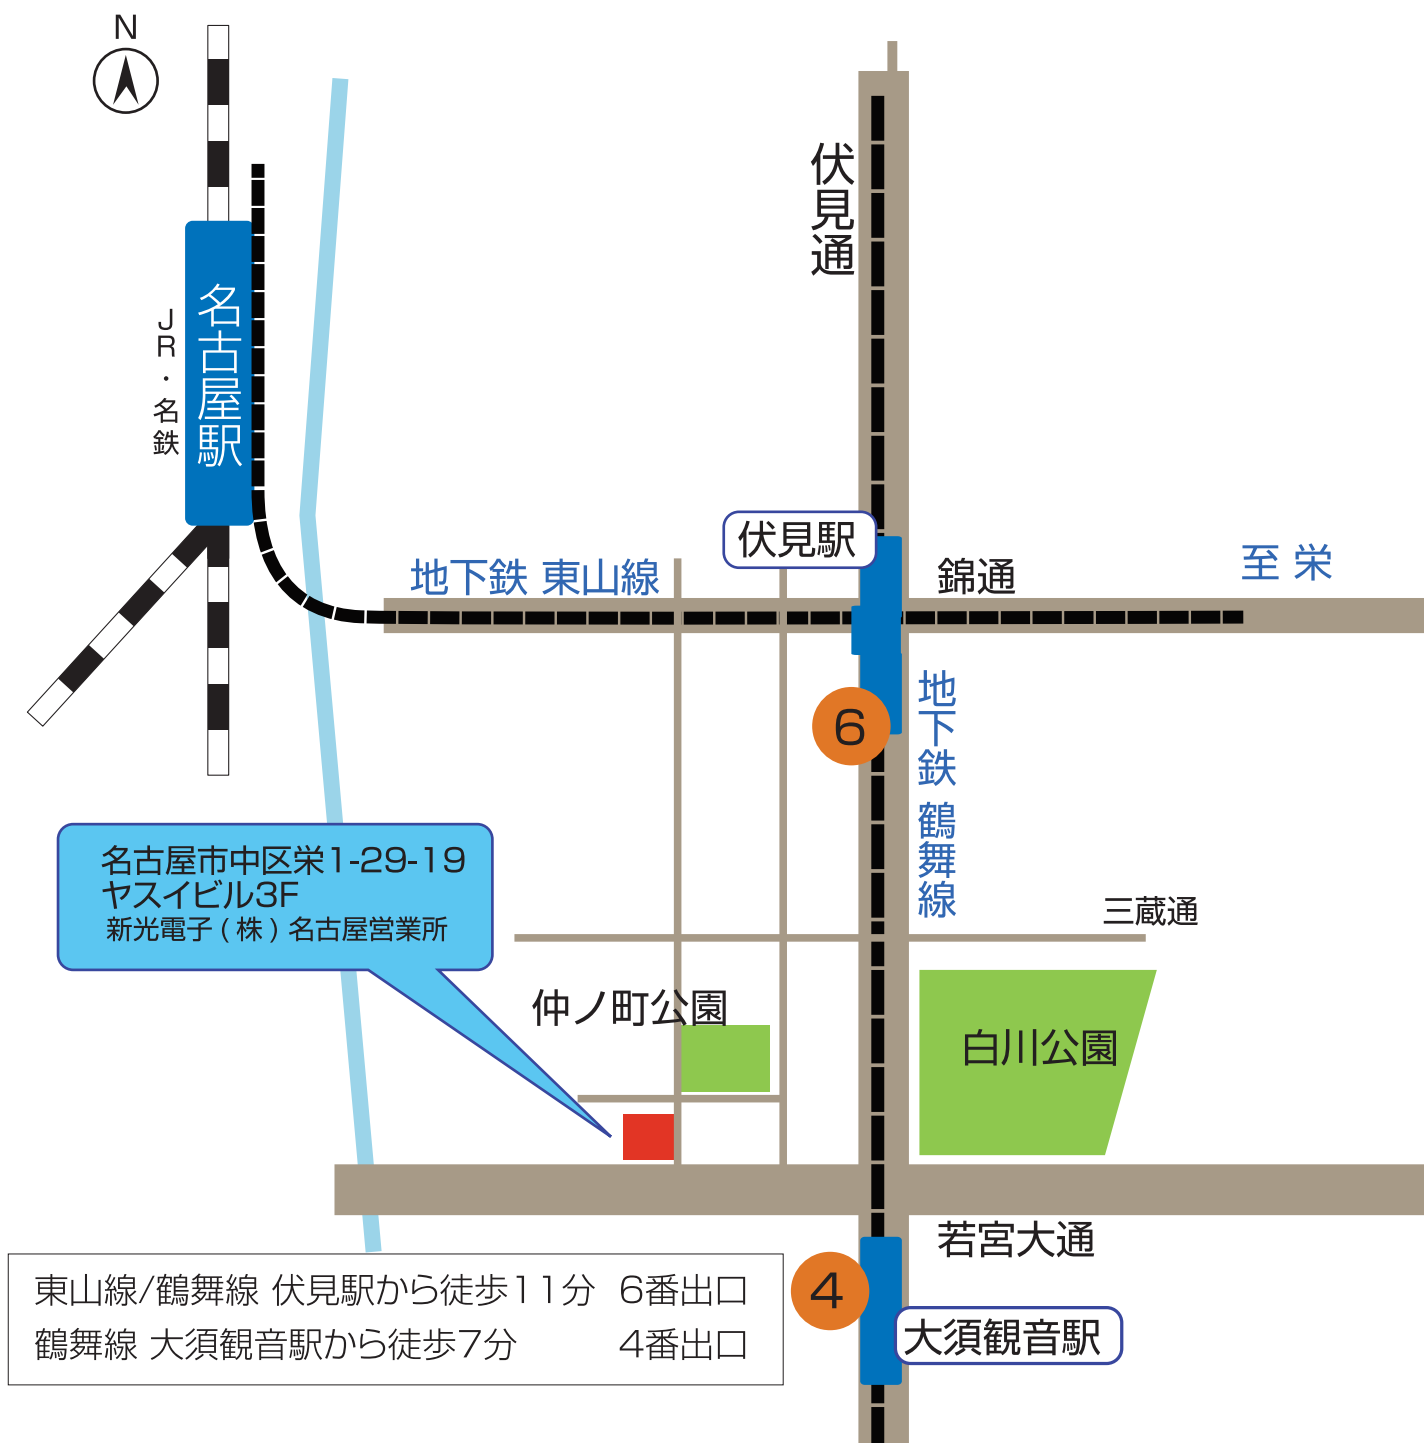 N
伏見通
名古屋駅
JR・名鉄
伏見駅
地下鉄 東山線
錦通
至 栄
地下鉄 鶴舞線
6
名古屋市中区栄1-29-19
ヤスイビル3F
新光電子(株)名古屋営業所
三蔵通
仲ノ町公園
白川公園
若宮大通
東山線/鶴舞線 伏見駅から徒歩11分 6番出口
鶴舞線 大須観音駅から徒歩7分 4番出口
4
大須観音駅